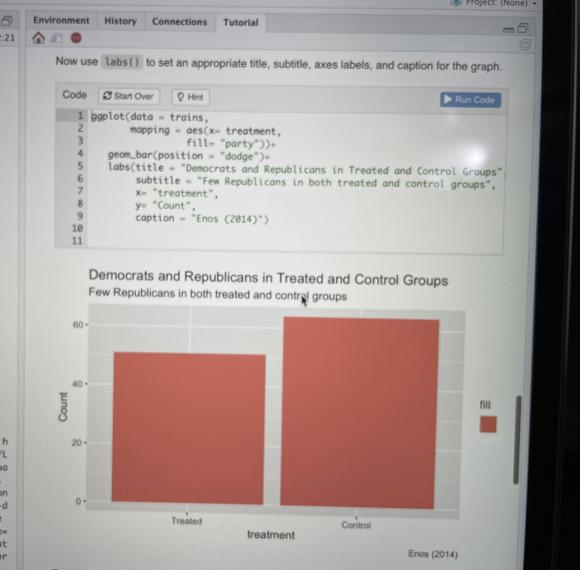 Project: (None)
Environment History Connections Tutorial
:21
Now use labs() to set an appropriate title, subtitle, axes labels, and caption for the graph.
Code Start Over Hint Run Code
1 ggplot(data = trains,
2 mapping = aes(x= treatment,
3 fill= "party"))+
4 geom_bar(position = "dodge")+
5 labs(title = "Democrats and Republicans in Treated and Control Groups"
6 subtitle = "Few Republicans in both treated and control groups",
7 x= "treatment",
8 y= "Count",
9 caption = "Enos (2014)")
10
11
Democrats and Republicans in Treated and Control Groups
Few Republicans in both treated and control groups
60
40
20
0
Count
fill
Treated Control
treatment
Enos (2014)
h
/L
on
-d
t=
at
or